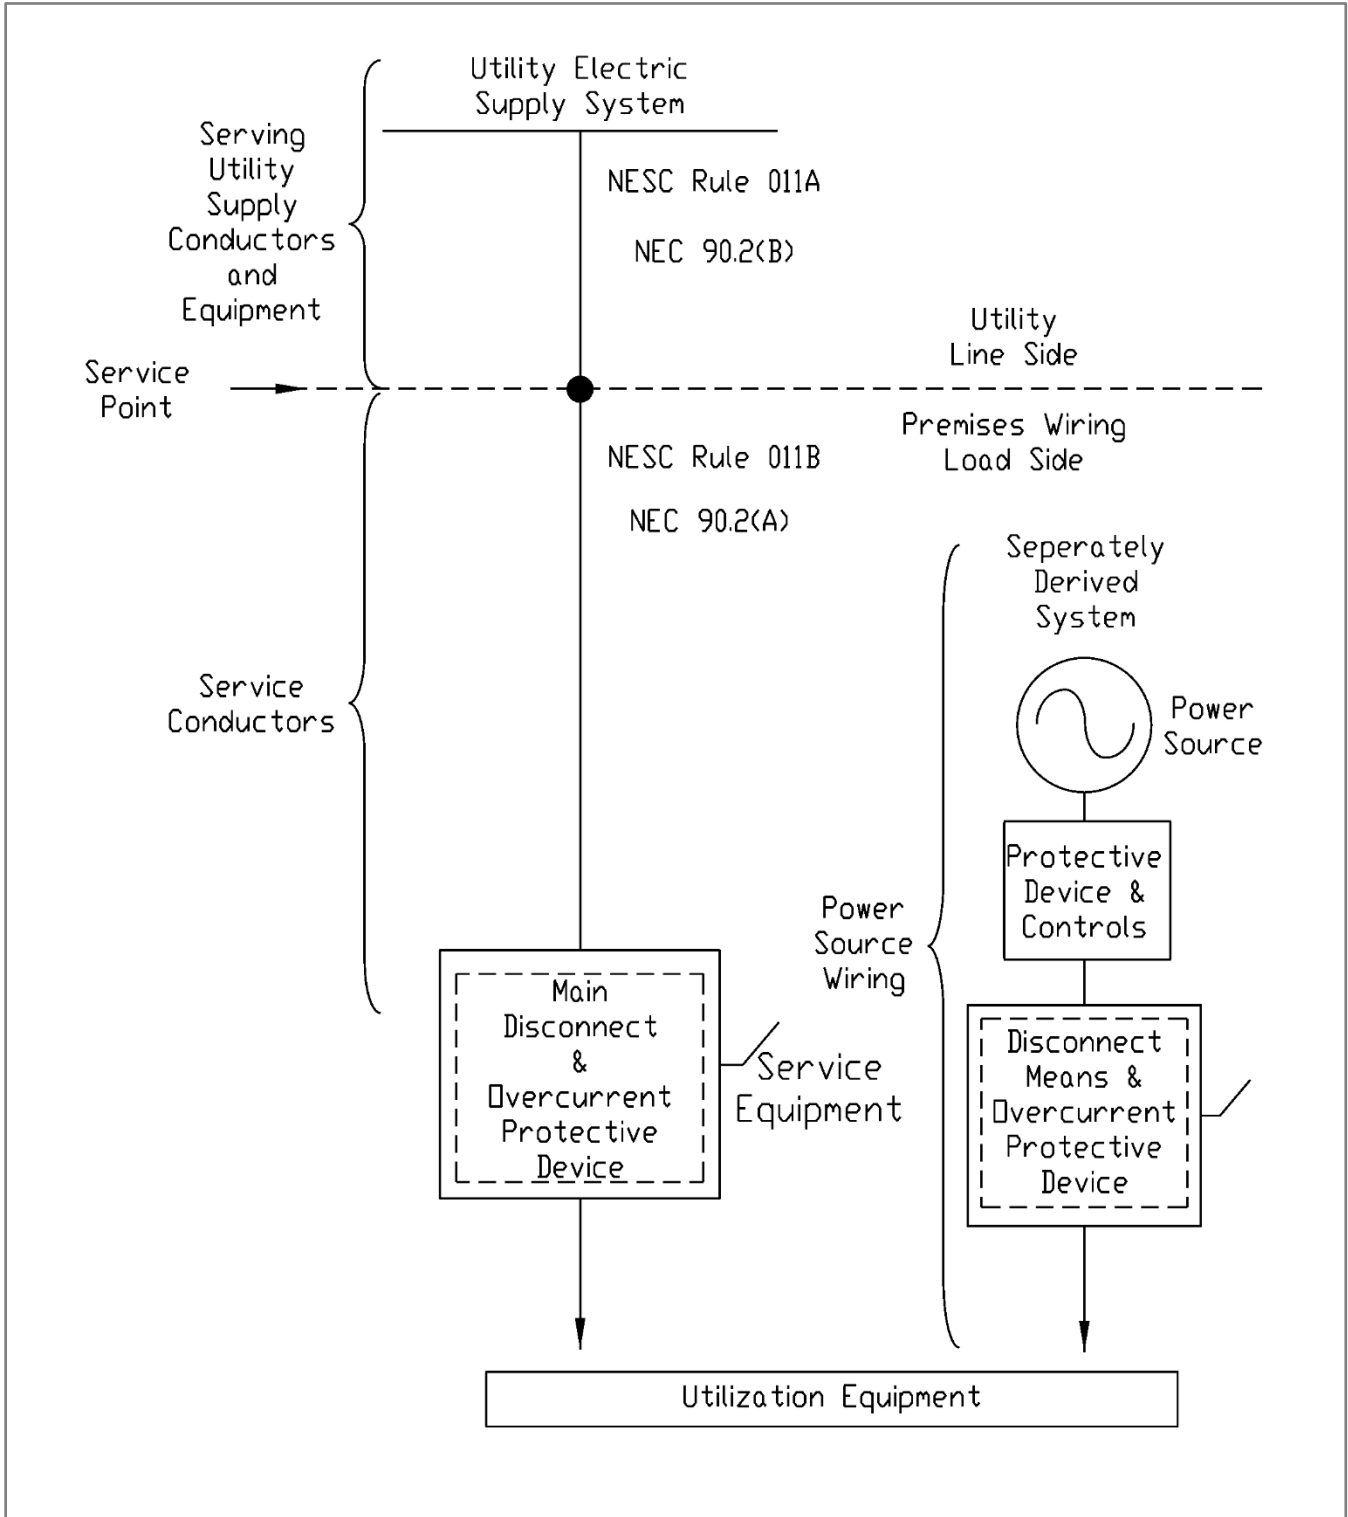 Utility Electric
Supply System
Serving
Utility
Supply
Conductors
and
Equipment
NESC Rule 011A
NEC 90.2(B)
Utility
Line Side
Service
Point
Premises Wiring
Load Side
NESC Rule 011B
NEC 90.2(A)
Seperately
Derived
System
Service
Conductors
Power
Source
Protective
Device &
Controls
Power
Source
Wiring
Main
Disconnect
&
Overcurrent
Protective
Device
Service
Equipment
Disconnect
Means &
Overcurrent
Protective
Device
Utilization Equipment